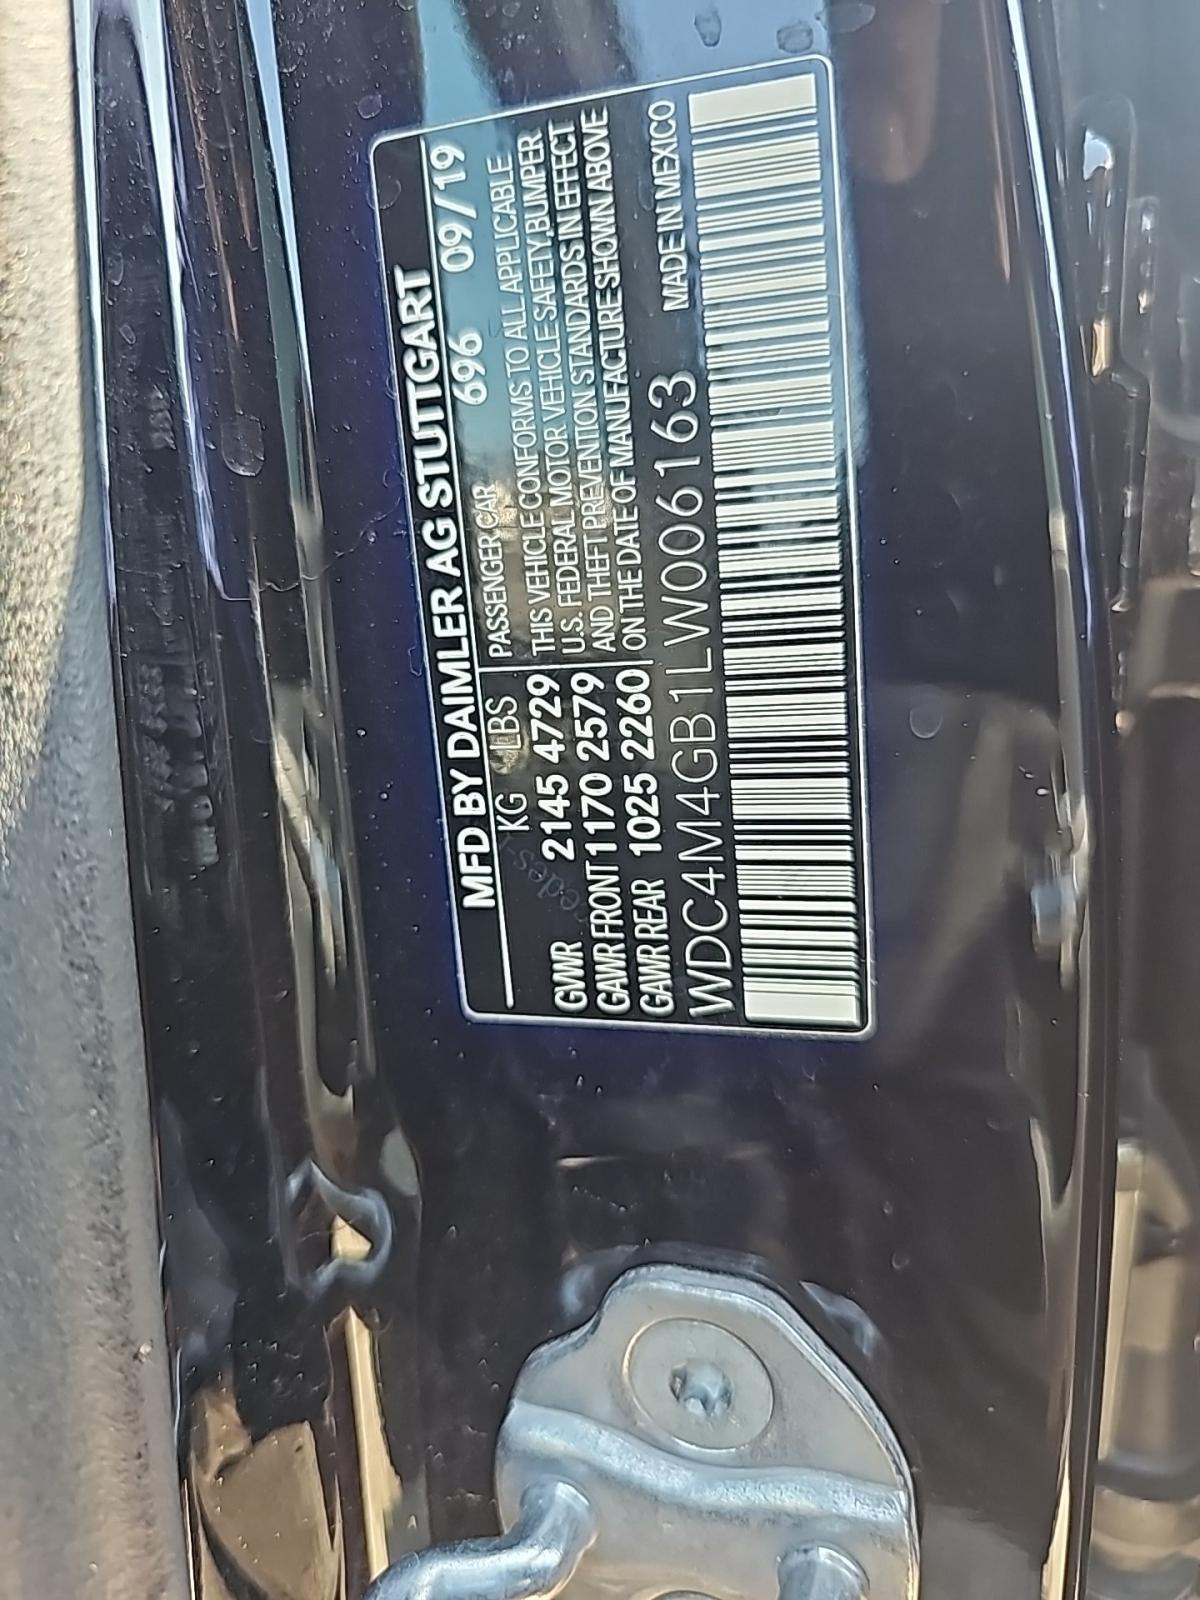 MFD BY DAIMLER AG STUTTGART
696 09/19
KG LBS
GVWR 2145 4729
GAWR FRONT 1170 2579
GAWR REAR 1025 2260
PASSENGER CAR
THIS VEHICLE CONFORMS TO ALL APPLICABLE
U.S. FEDERAL MOTOR VEHICLE SAFETY, BUMPER
AND THEFT PREVENTION STANDARDS IN EFFECT
ON THE DATE OF MANUFACTURE SHOWN ABOVE
WDC4M4GB1LW006163 MADE IN MEXICO